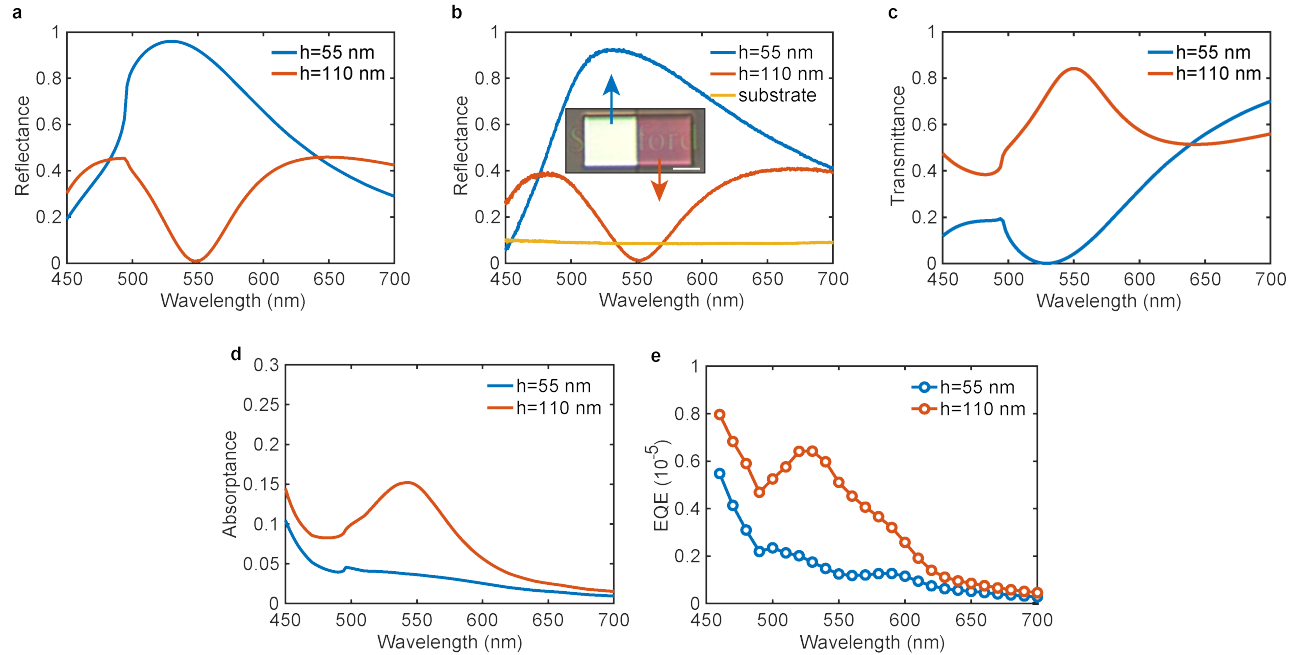 a
Reflectance
1
0.8
0.6
0.4
0.2
0
h=55 nm
h=110 nm
450 500 550 600 650 700
Wavelength (nm)
b
Reflectance
1
0.8
0.6
0.4
0.2
0
h=55 nm
h=110 nm
substrate
S ford
450 500 550 600 650 700
Wavelength (nm)
c
Transmittance
1
0.8
0.6
0.4
0.2
0
h=55 nm
h=110 nm
450 500 550 600 650 700
Wavelength (nm)
d
Absorptance
0.3
0.25
0.2
0.15
0.1
0.05
0
h=55 nm
h=110 nm
450 500 550 600 650 700
Wavelength (nm)
e
EQE (10⁻⁵)
1
0.8
0.6
0.4
0.2
0
h=55 nm
h=110 nm
450 500 550 600 650 700
Wavelength (nm)